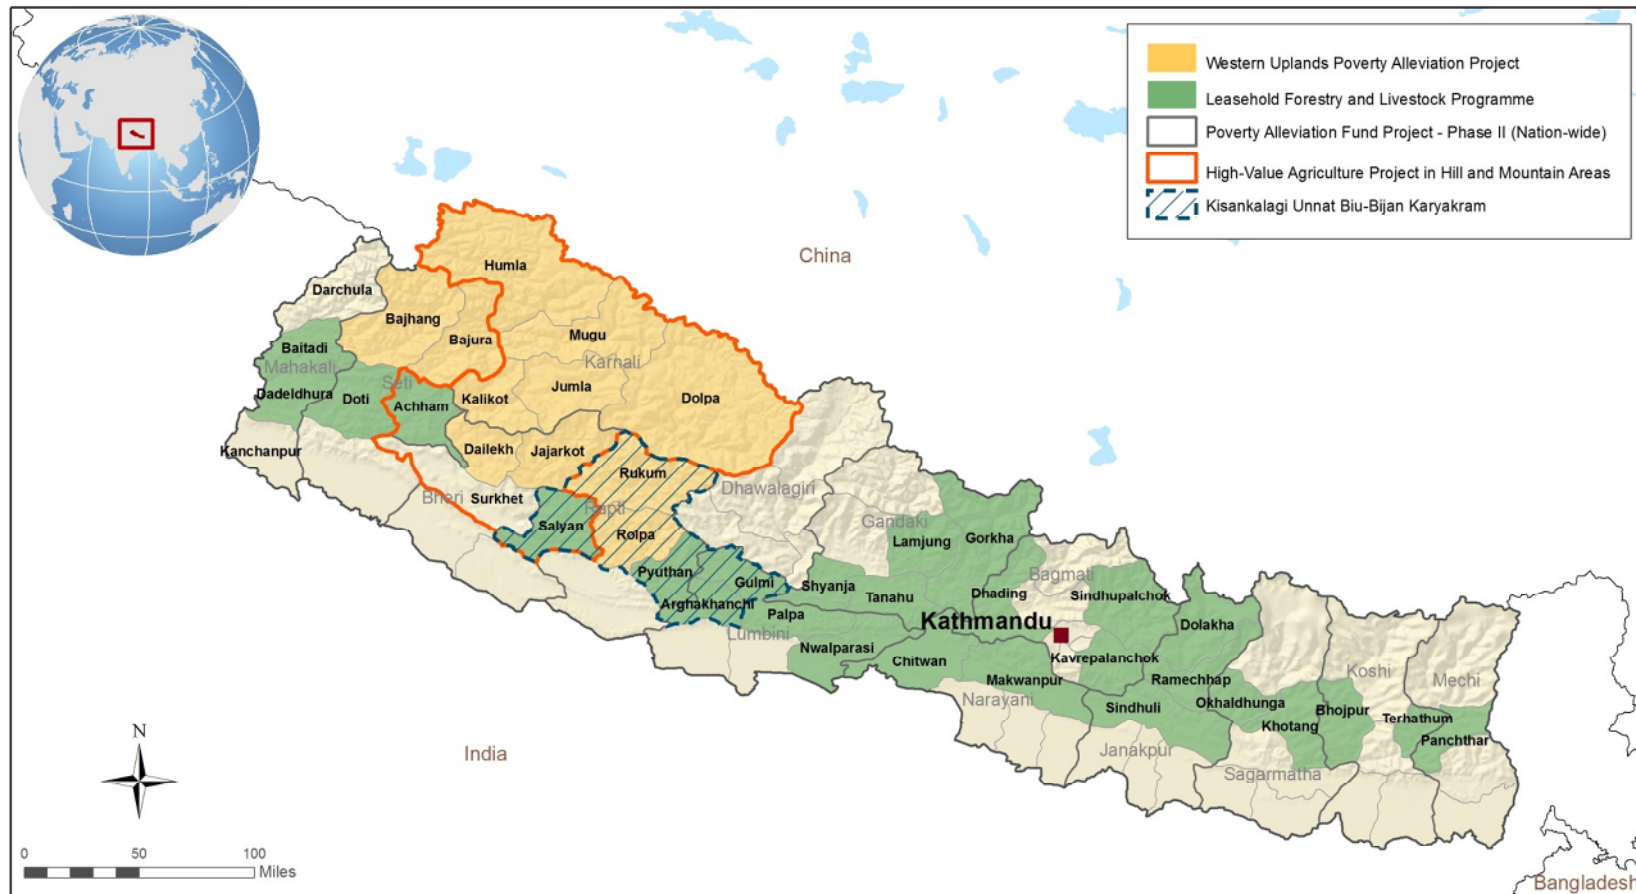 Western Uplands Poverty Alleviation Project
Leasehold Forestry and Livestock Programme
Poverty Alleviation Fund Project - Phase II (Nation-wide)
High-Value Agriculture Project in Hill and Mountain Areas
Kisankalagi Unnat Biu-Bijan Karyakram
China
Humla
Darchula
Bajhang
Bajura
Mugu
Karnali
Baitadi
Mahakali
Seti
Jumla
Dadeldhura
Doti
Achham
Kalikot
Dolpa
Kanchanpur
Dailekh
Jajarkot
Rukum
Dhawalagiri
Bheri
Surkhet
Rapti
Salyan
Rolpa
Gandaki
Lamjung
Gorkha
Pyuthan
Gulmi
Shyanja
Bagmati
Arghakhanchi
Tanahu
Dhading
Sindhupalchok
Palpa
Kathmandu
Dolakha
Lumbini
Nwalparasi
Chitwan
Kavrepalanchok
Koshi
Mechi
Makwanpur
Ramechhap
Narayani
Sindhuli
Okhaldhunga
Bhojpur
Khotang
Terhathum
Panchthar
Janakpur
Sagarmatha
India
N
0 50 100
Miles
Bangladesh